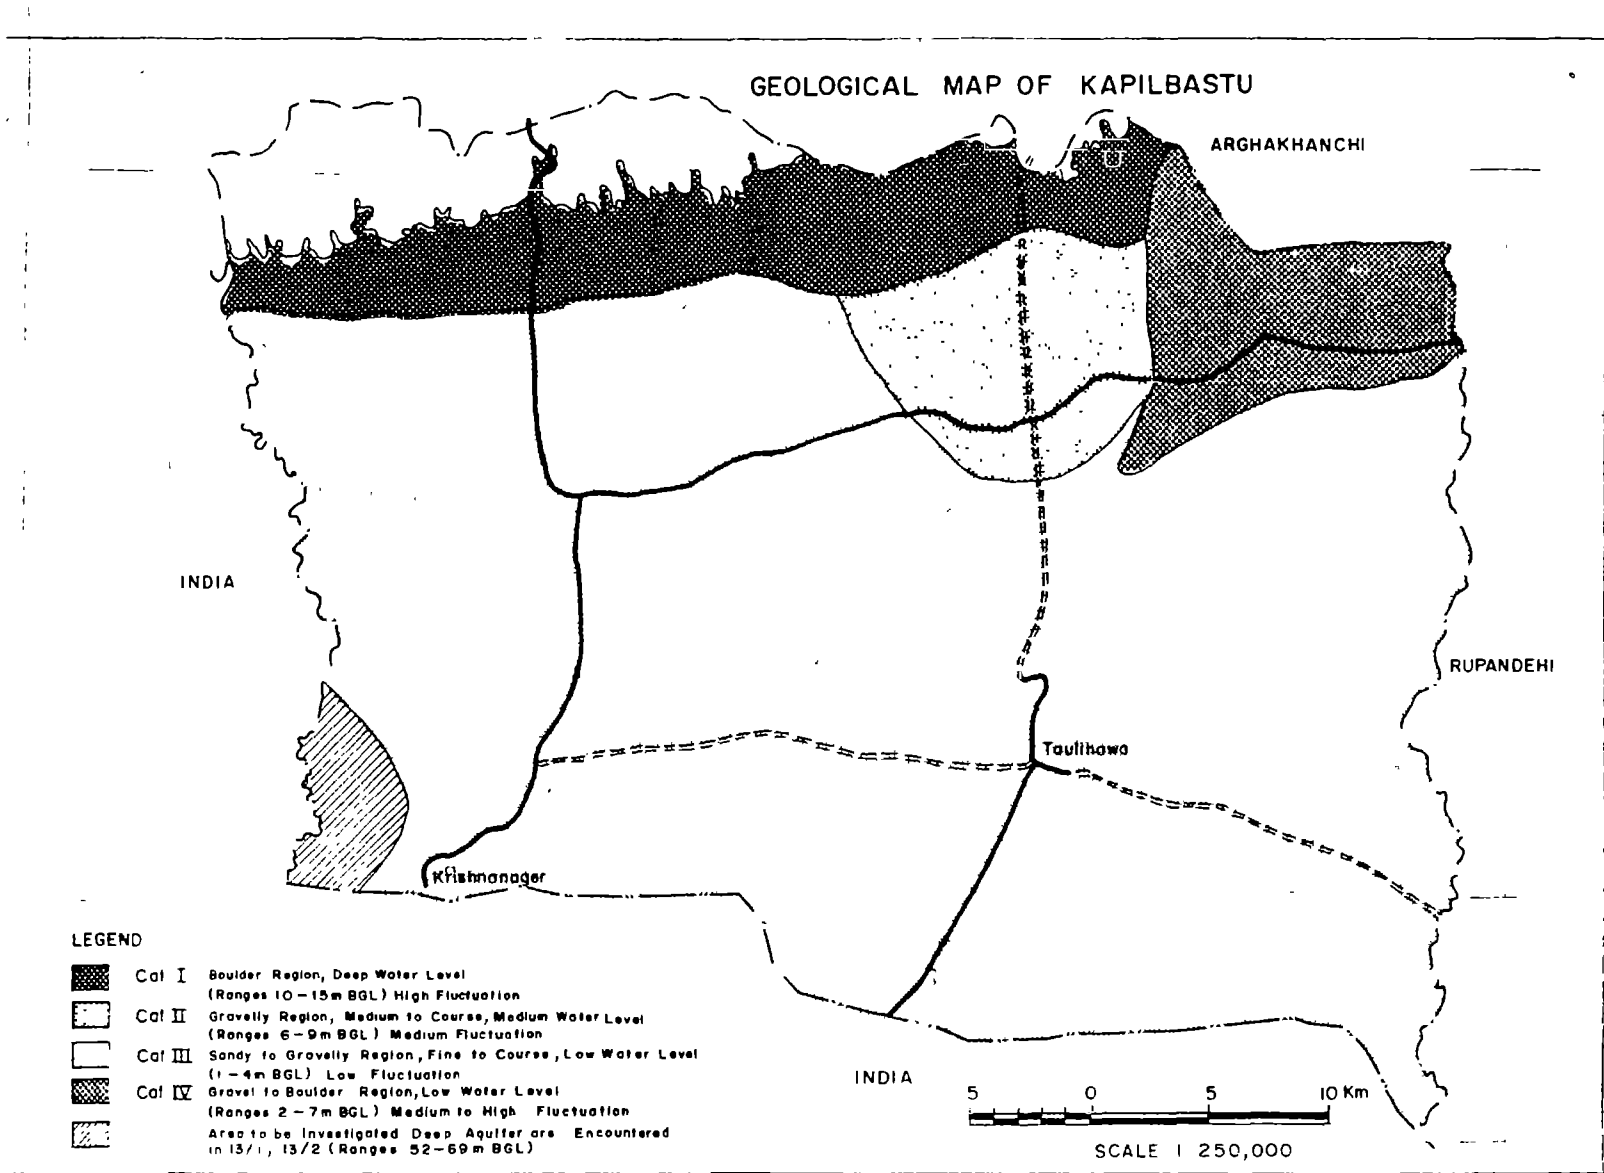 GEOLOGICAL MAP OF KAPILBASTU
ARGHAKHANCHI
INDIA
RUPANDEHI
Taulihawa
Krishnanager
LEGEND
Cat I Boulder Region, Deep Water Level
(Ranges 10-15m BGL) High Fluctuation
Cat II Gravelly Region, Medium to Course, Medium Water Level
(Ranges 6-9m BGL) Medium Fluctuation
Cat III Sandy to Gravelly Region, Fine to Course, Low Water Level
(1-4m BGL) Low Fluctuation
Cat IV Gravel to Boulder Region, Low Water Level
(Ranges 2-7m BGL) Medium to High Fluctuation
Area to be Investigated Deep Aquifer are Encountered
in 13/1, 13/2 (Ranges 52-69m BGL)
INDIA
5 0 5 10 Km
SCALE 1 250,000